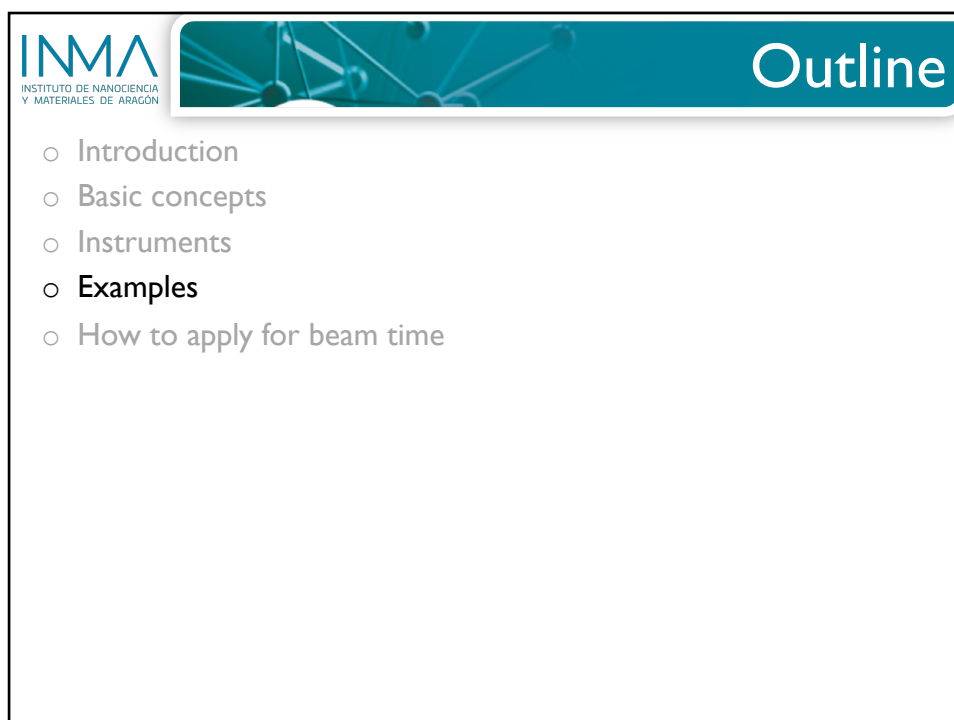 INMA
INSTITUTO DE NANOCIENCIA
Y MATERIALES DE ARAGÓN
Outline
Introduction
Basic concepts
Instruments
Examples
How to apply for beam time